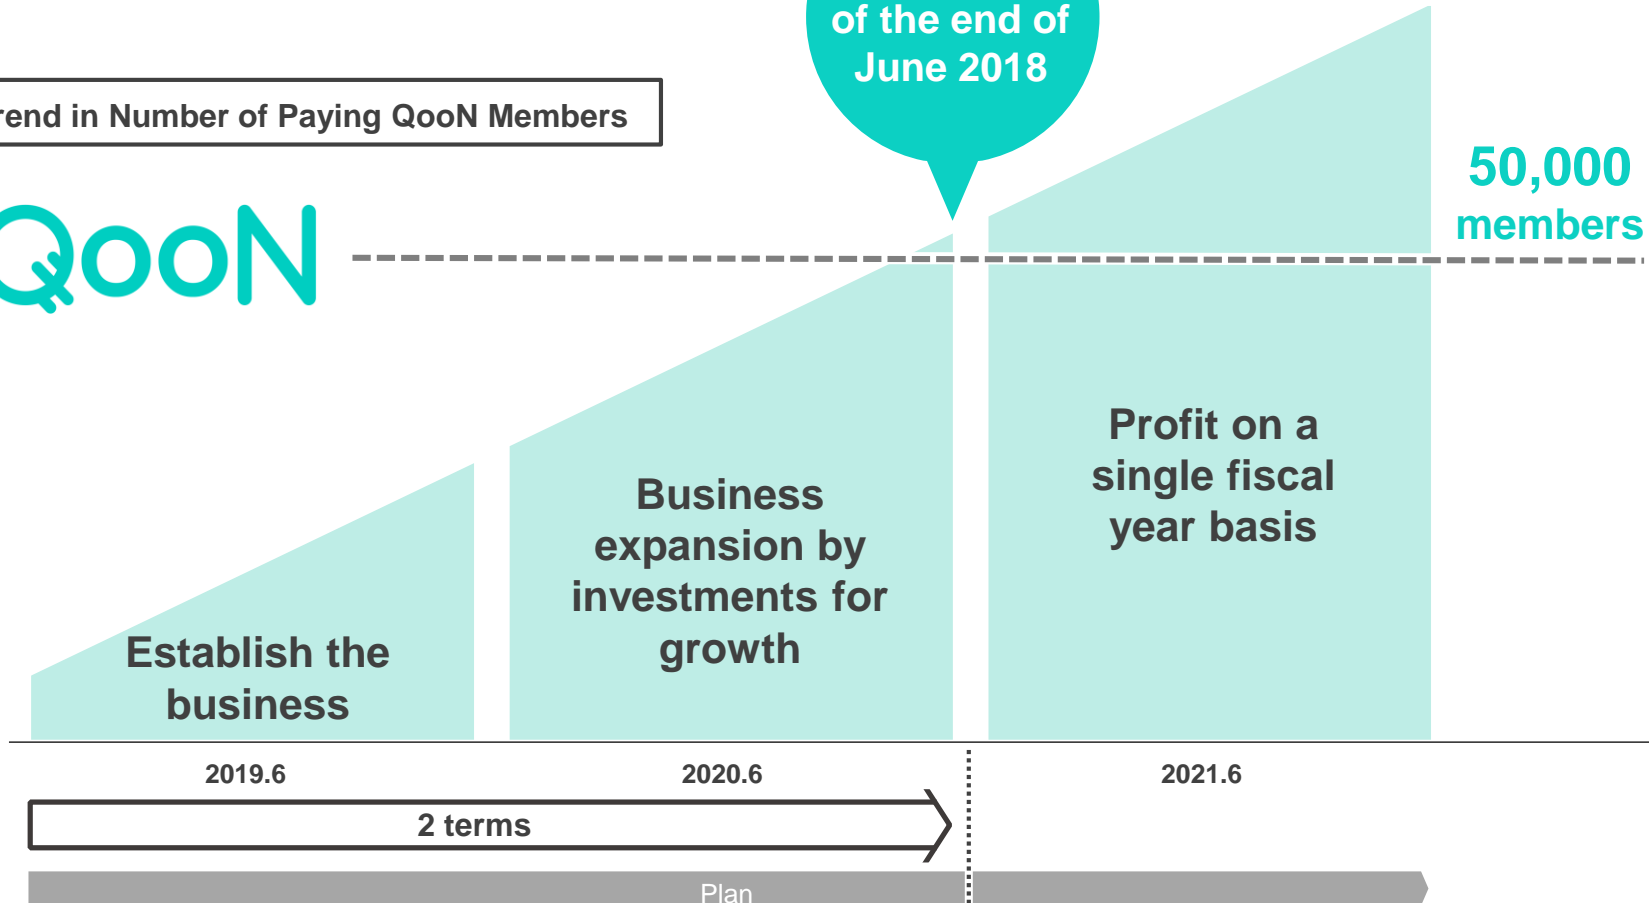 of the end of
June 2018
rend in Number of Paying QooN Members
50,000
members
QooN
Profit on a
single fiscal
year basis
Business
expansion by
investments for
growth
Establish the
business
2019.6
2020.6
2021.6
2 terms
Plan